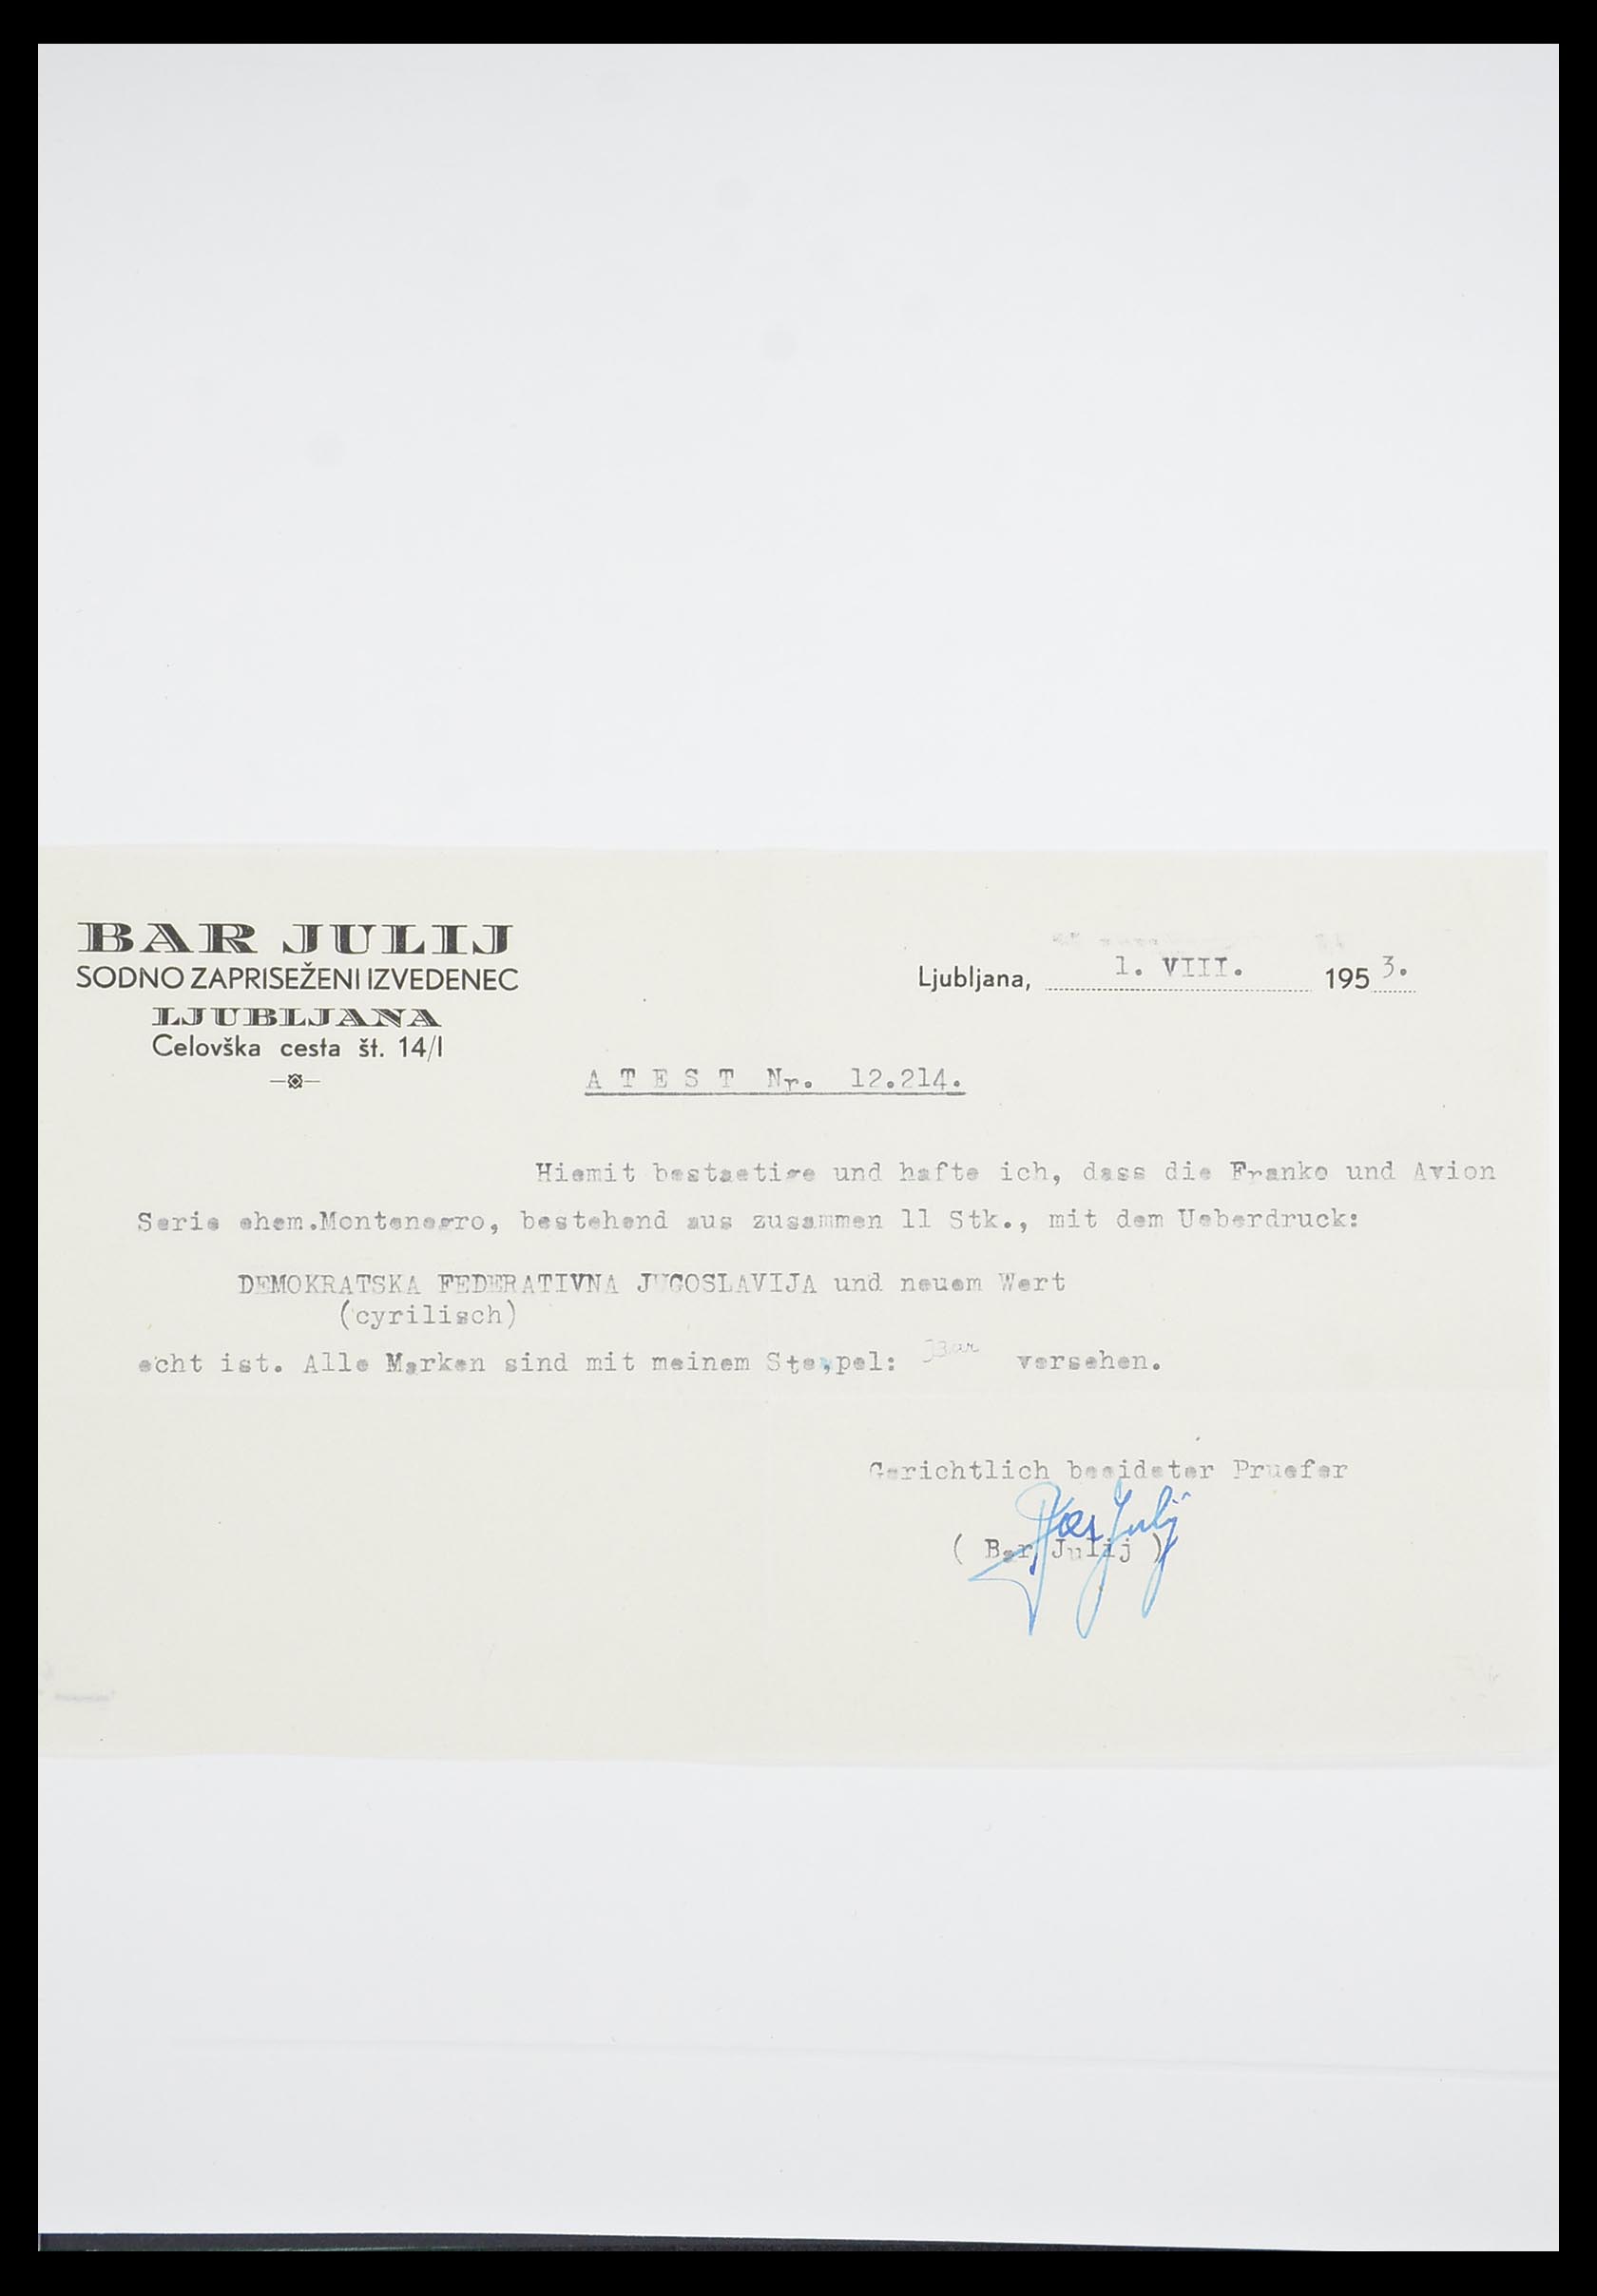 BAR JULIJ
SODNO ZAPRISEŽENI IZVEDENEC
LJUBLJANA
Celovška cesta št. 14/I
Ljubljana, 1. VIII. 1953.
A T E S T Nr. 12.214.
Hiemit bestaetige und hafte ich, dass die Franko und Avion
Serie ehem.Montenegro, bestehend aus zusammen 11 Stk., mit dem Ueberdruck:
DEMOKRATSKA FEDERATIVNA JUGOSLAVIJA und neuem Wert
(cyrilisch)
echt ist. Alle Marken sind mit meinem Stempel: JBar versehen.
Gerichtlich beeideter Pruefer
Bar Julij
( Bar Julij )